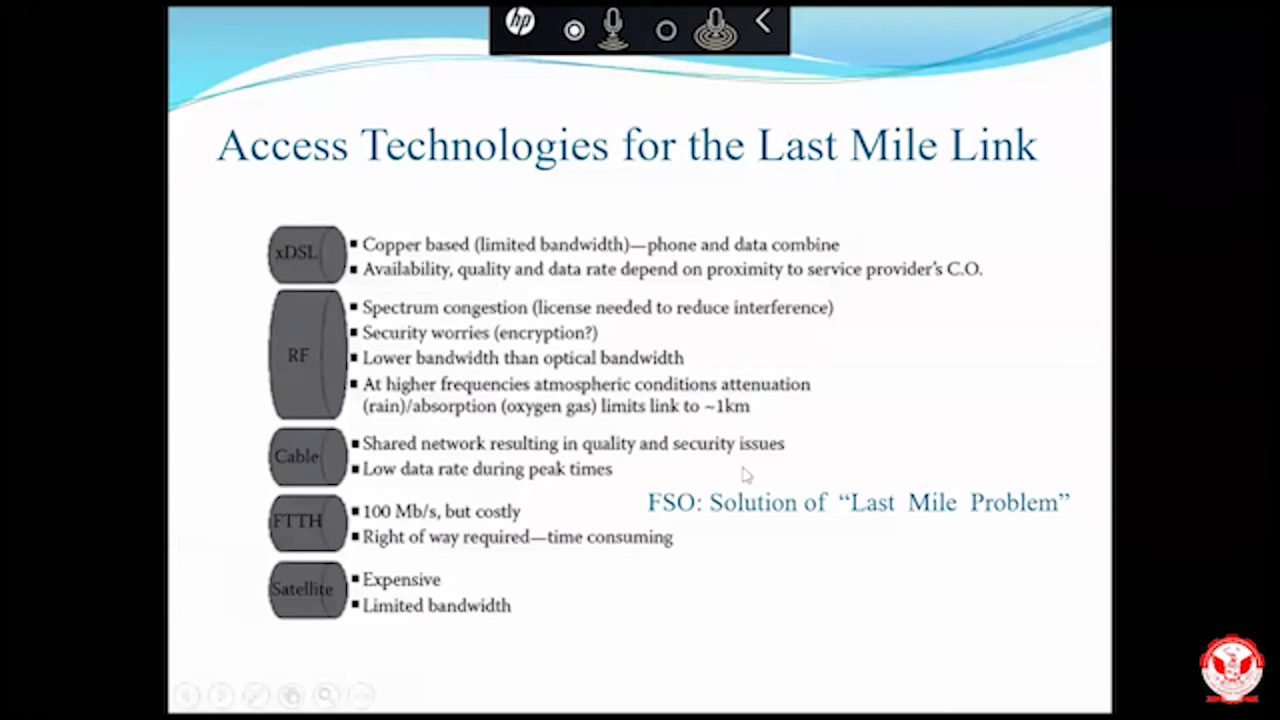 hp
Access Technologies for the Last Mile Link
xDSL
▪ Copper based (limited bandwidth)—phone and data combine
▪ Availability, quality and data rate depend on proximity to service provider's C.O.
RF
▪ Spectrum congestion (license needed to reduce interference)
▪ Security worries (encryption?)
▪ Lower bandwidth than optical bandwidth
▪ At higher frequencies atmospheric conditions attenuation
(rain)/absorption (oxygen gas) limits link to ~1km
Cable
▪ Shared network resulting in quality and security issues
▪ Low data rate during peak times
FSO: Solution of “Last Mile Problem”
FTTH
▪ 100 Mb/s, but costly
▪ Right of way required—time consuming
Satellite
▪ Expensive
▪ Limited bandwidth